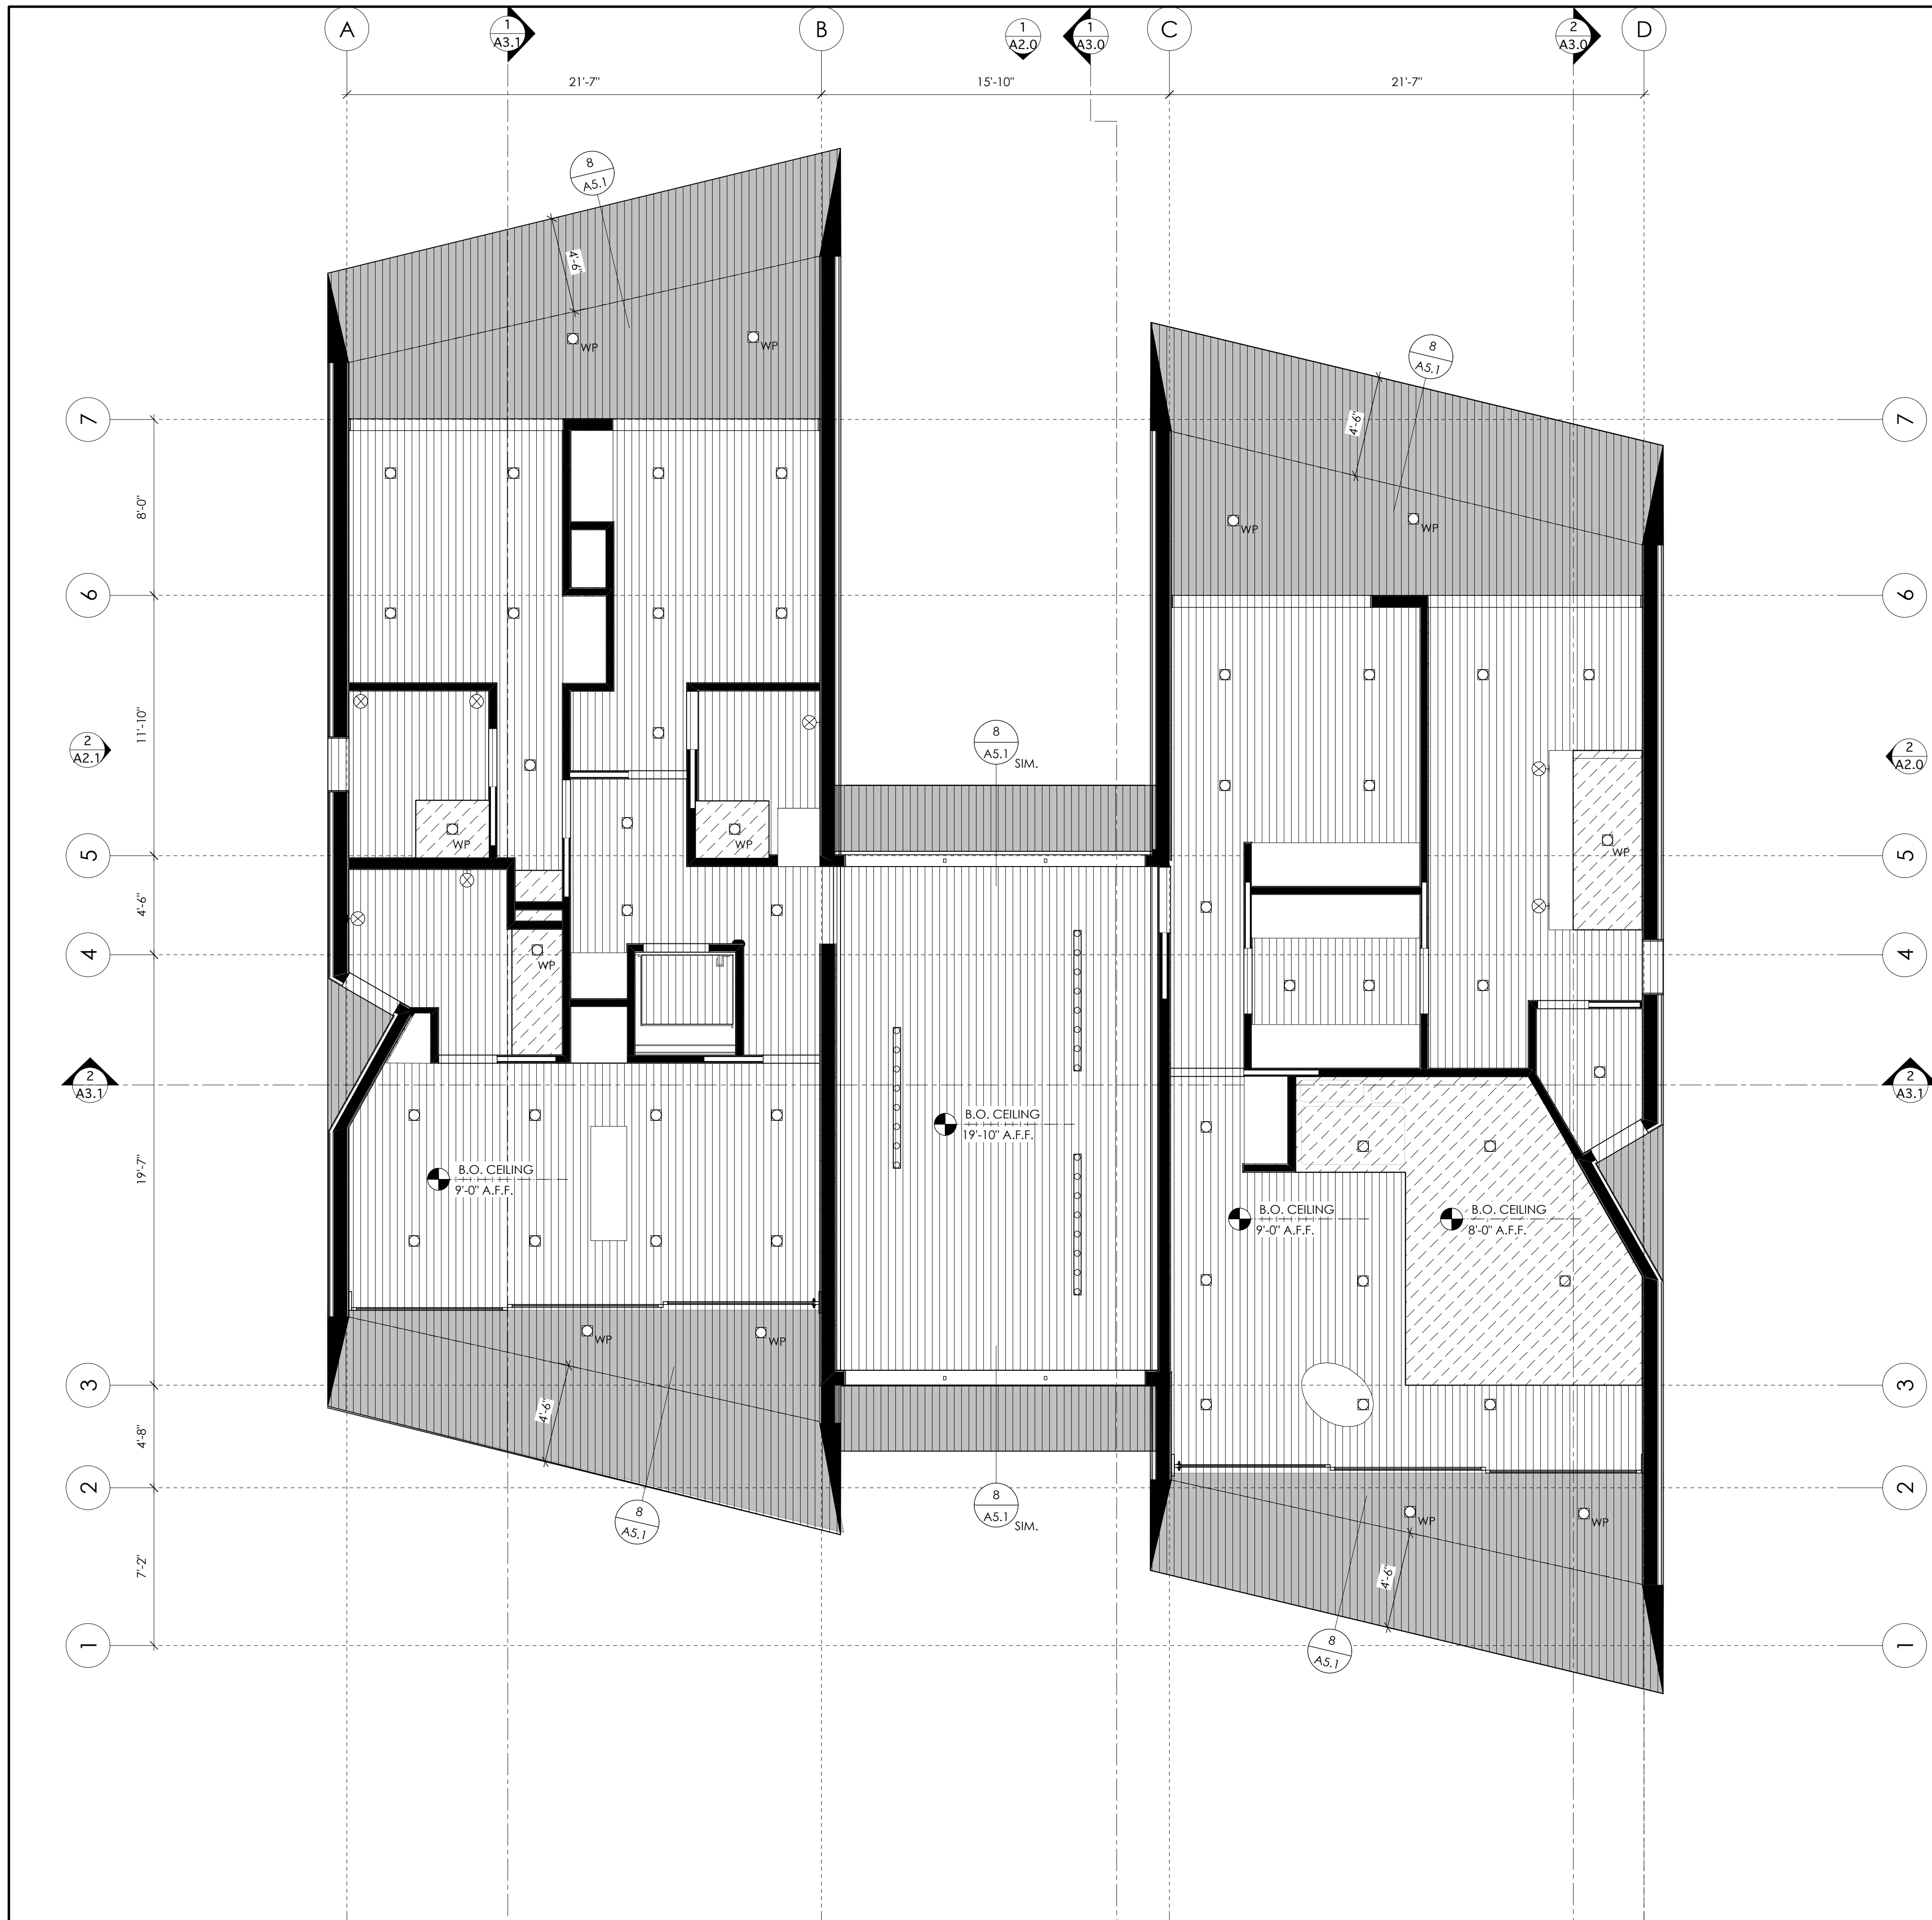 A
1
A3.1
B
1
A2.0
1
A3.0
C
2
A3.0
D
21'-7"
15'-10"
21'-7"
8
A5.1
4'-6"
WP
WP
8
A5.1
4'-6"
WP
WP
7
7
8'-0"
6
6
11'-10"
2
A2.1
8
A5.1
SIM.
2
A2.0
WP
WP
WP
5
5
4'-6"
WP
4
4
2
A3.1
2
A3.1
B.O. CEILING
19'-10" A.F.F.
19'-7"
B.O. CEILING
9'-0" A.F.F.
B.O. CEILING
9'-0" A.F.F.
B.O. CEILING
8'-0" A.F.F.
WP
WP
3
3
4'-6"
4'-8"
2
2
8
A5.1
8
A5.1
SIM.
WP
WP
4'-6"
7'-2"
1
1
8
A5.1